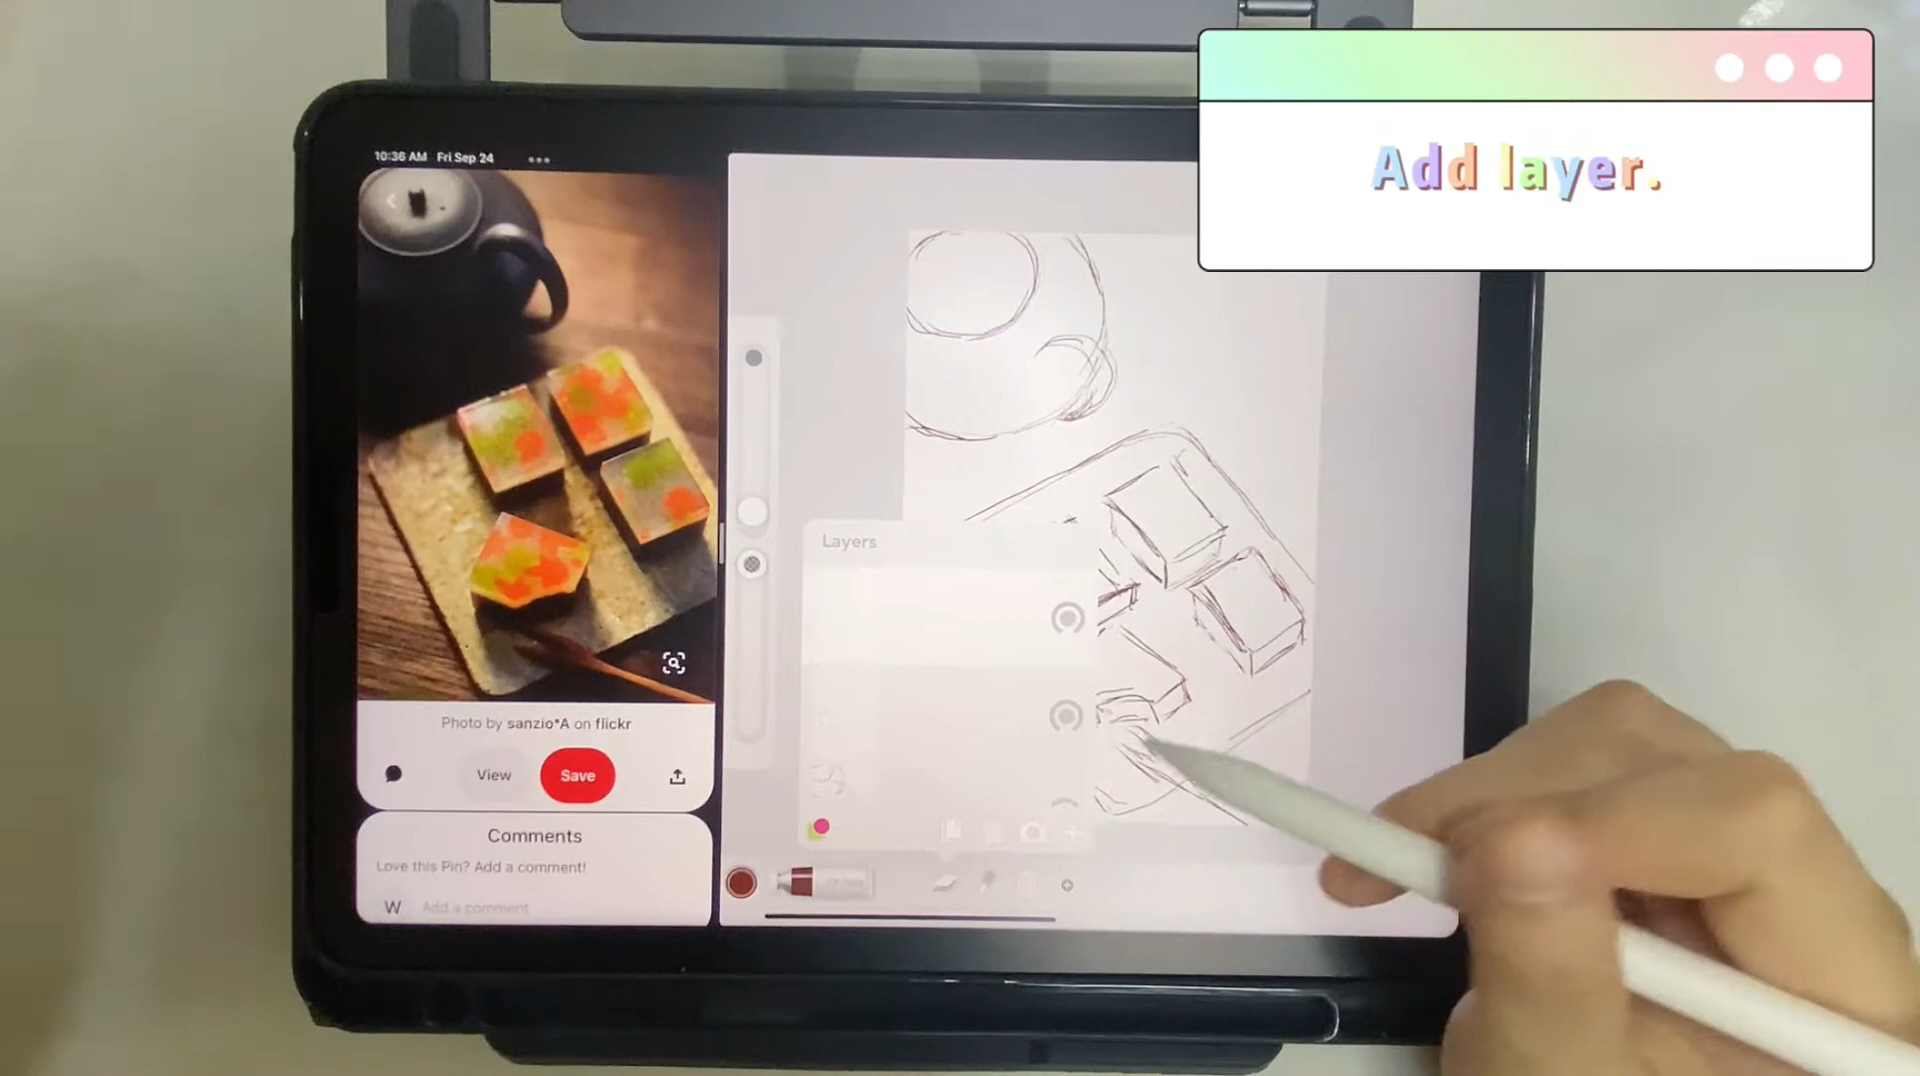 Add layer.
10:36 AM Fri Sep 24
Layers
Photo by sanzio*A on flickr
View
Save
Comments
Love this Pin? Add a comment!
W
Add a comment